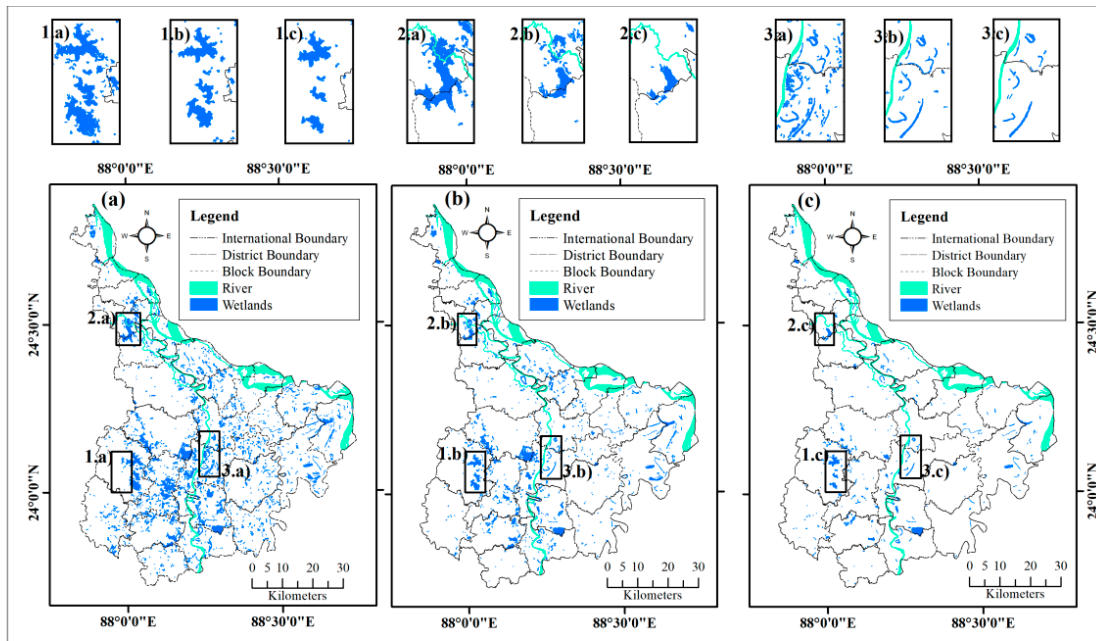 1.a)
1.b)
1.c)
2.a)
2.b)
2.c)
3.a)
3.b)
3.c)
88°0'0"E 88°30'0"E
88°0'0"E 88°30'0"E
88°0'0"E 88°30'0"E
24°30'0"N
24°0'0"N
(a)
N
W E
S
Legend
International Boundary
District Boundary
Block Boundary
River
Wetlands
2.a)
1.a)
3.a)
0 5 10 20 30
Kilometers
(b)
N
W E
S
Legend
International Boundary
District Boundary
Block Boundary
River
Wetlands
2.b)
1.b)
3.b)
0 5 10 20 30
Kilometers
(c)
N
W E
S
Legend
International Boundary
District Boundary
Block Boundary
River
Wetlands
2.c)
1.c)
3.c)
0 5 10 20 30
Kilometers
24°30'0"N
24°0'0"N
88°0'0"E 88°30'0"E
88°0'0"E 88°30'0"E
88°0'0"E 88°30'0"E